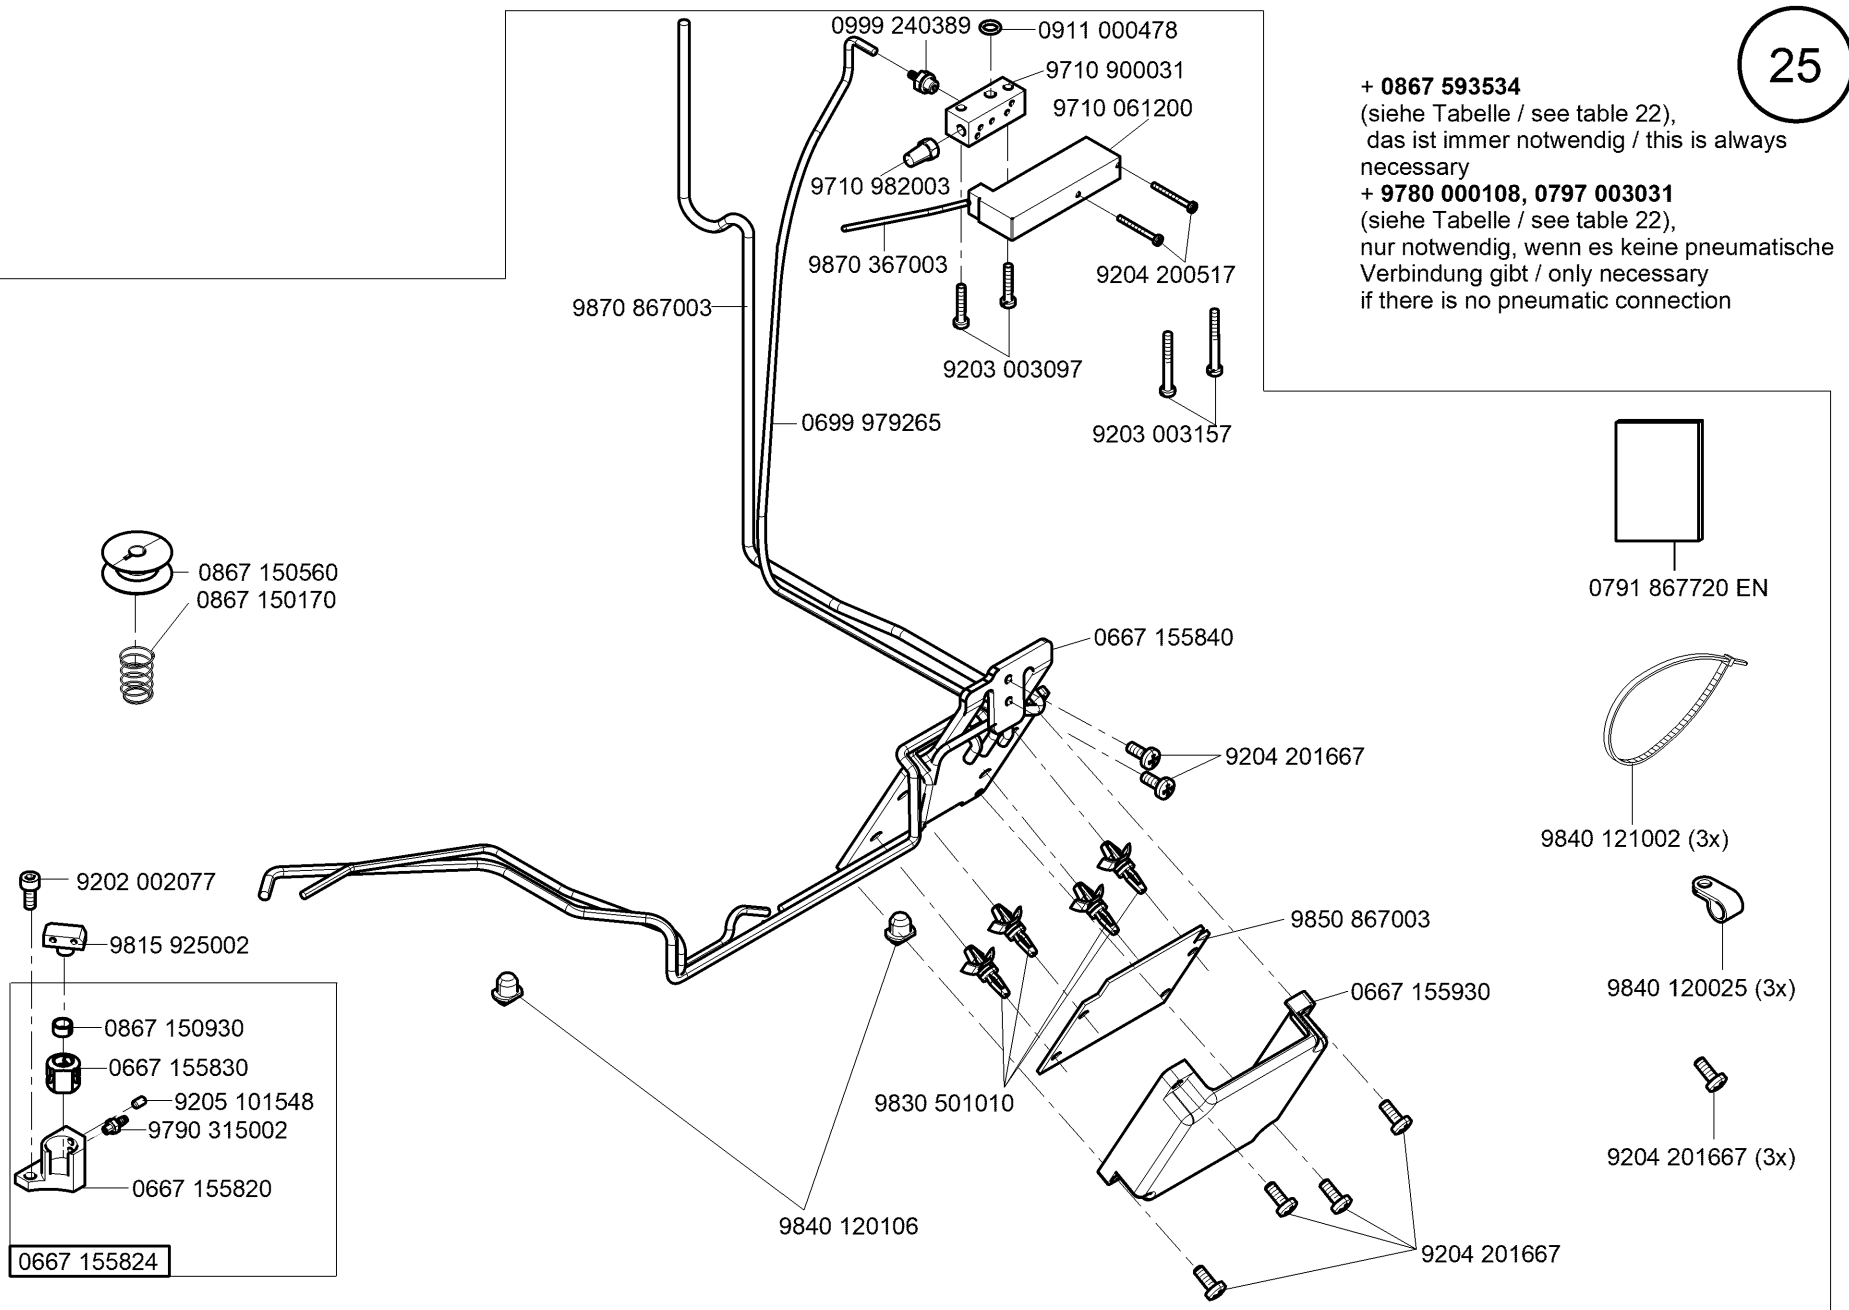 25
+ 0867 593534
(siehe Tabelle / see table 22),
das ist immer notwendig / this is always
necessary
+ 9780 000108, 0797 003031
(siehe Tabelle / see table 22),
nur notwendig, wenn es keine pneumatische
Verbindung gibt / only necessary
if there is no pneumatic connection
0999 240389
0911 000478
9710 900031
9710 061200
9710 982003
9870 367003
9204 200517
9870 867003
9203 003097
0699 979265
9203 003157
0867 150560
0867 150170
0791 867720 EN
0667 155840
9204 201667
9840 121002 (3x)
9202 002077
9850 867003
9815 925002
0667 155930
9840 120025 (3x)
0867 150930
0667 155830
9205 101548
9830 501010
9790 315002
9204 201667 (3x)
0667 155820
9840 120106
9204 201667
0667 155824